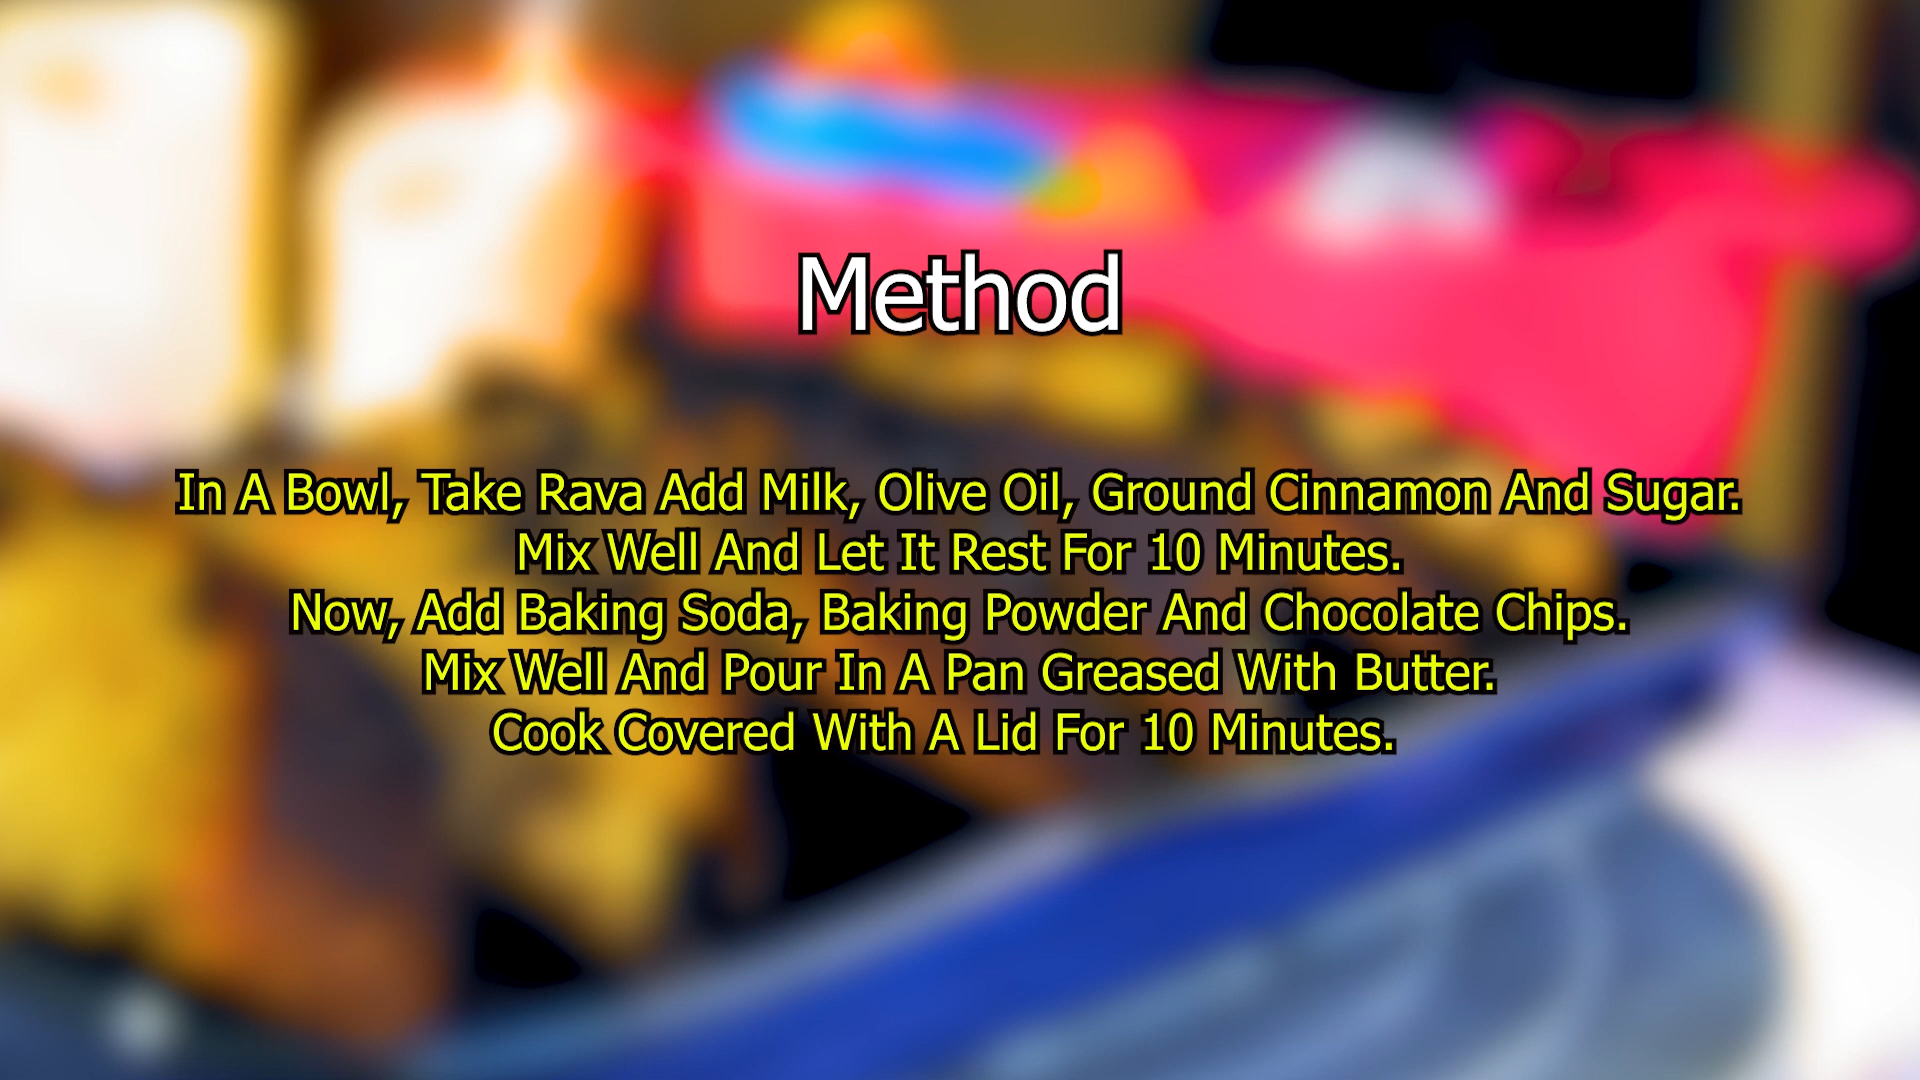 Method
In A Bowl, Take Rava Add Milk, Olive Oil, Ground Cinnamon And Sugar.
Mix Well And Let It Rest For 10 Minutes.
Now, Add Baking Soda, Baking Powder And Chocolate Chips.
Mix Well And Pour In A Pan Greased With Butter.
Cook Covered With A Lid For 10 Minutes.